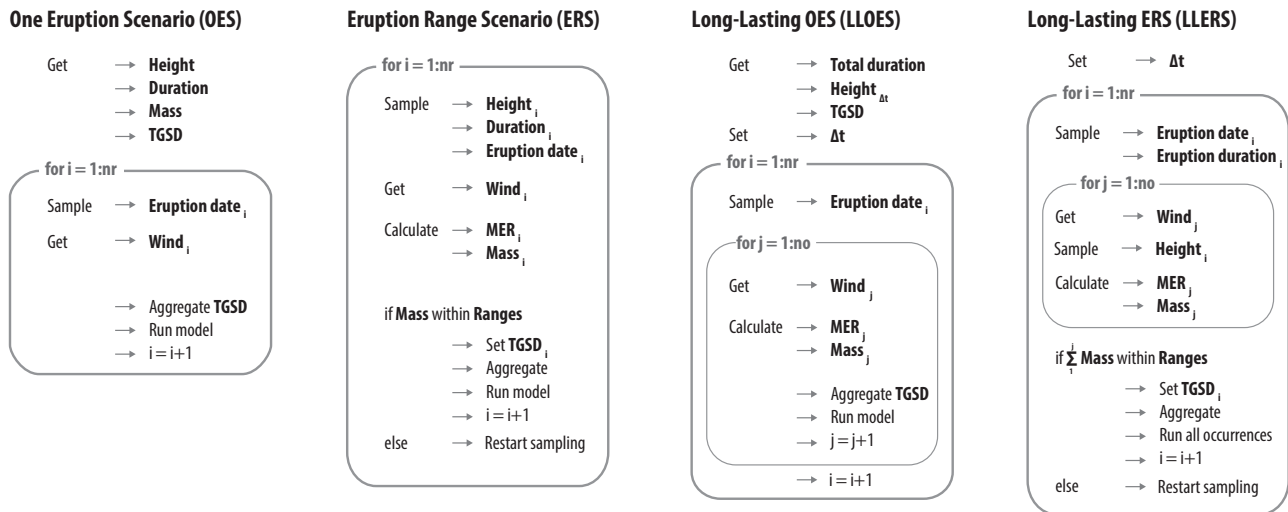 One Eruption Scenario (OES)
Get → Height
→ Duration
→ Mass
→ TGSD
for i = 1:nr
Sample → Eruption date i
Get → Wind i
→ Aggregate TGSD
→ Run model
→ i = i+1
Eruption Range Scenario (ERS)
for i = 1:nr
Sample → Height i
→ Duration i
→ Eruption date i
Get → Wind i
Calculate → MER i
→ Mass i
if Mass within Ranges
→ Set TGSD i
→ Aggregate
→ Run model
→ i = i+1
else → Restart sampling
Long-Lasting OES (LLOES)
Get → Total duration
→ Height Δt
→ TGSD
Set → Δt
for i = 1:nr
Sample → Eruption date i
for j = 1:no
Get → Wind j
Calculate → MER j
→ Mass j
→ Aggregate TGSD
→ Run model
→ j = j+1
→ i = i+1
Long-Lasting ERS (LLERS)
Set → Δt
for i = 1:nr
Sample → Eruption date i
→ Eruption duration i
for j = 1:no
Get → Wind j
Sample → Height i
Calculate → MER j
→ Mass j
if j Σ 1 Mass within Ranges
→ Set TGSD i
→ Aggregate
→ Run all occurrences
→ i = i+1
else → Restart sampling